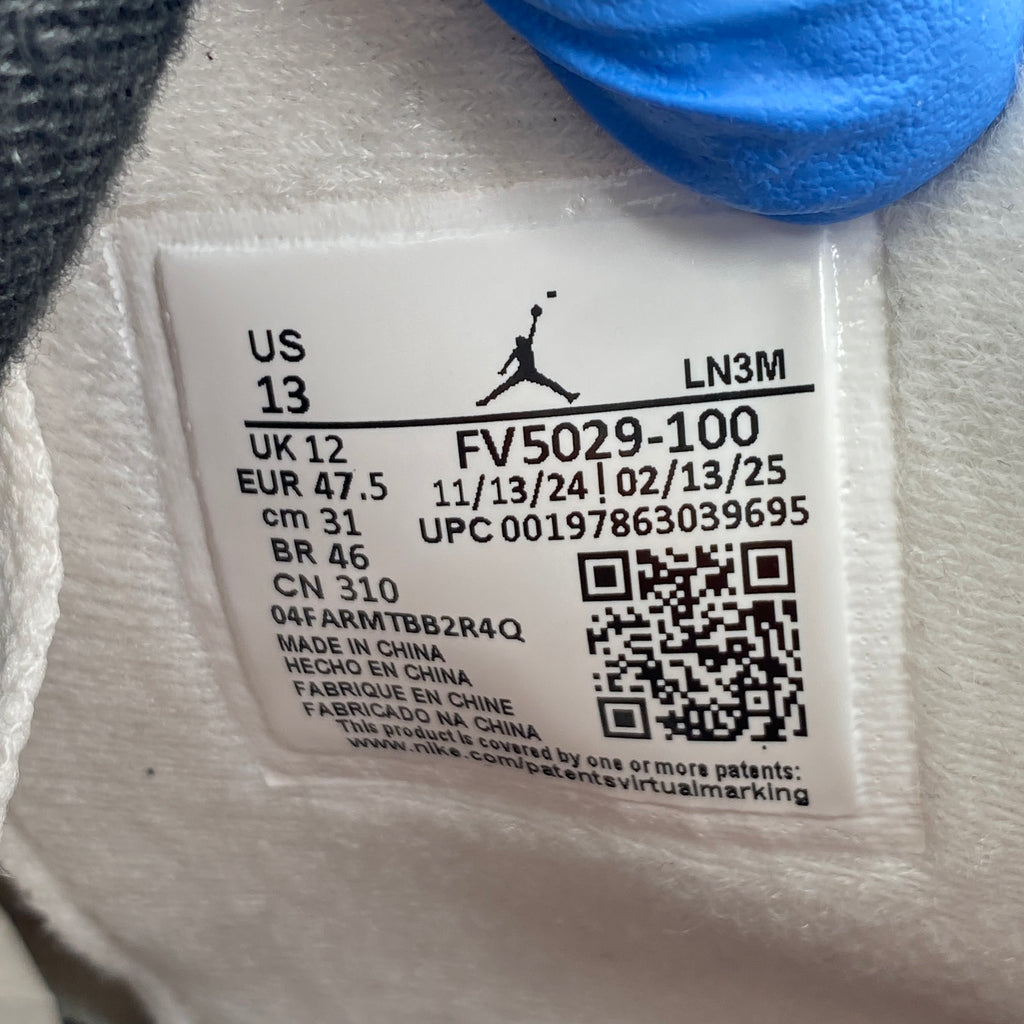 US
13
LN3M
UK 12
EUR 47.5
cm 31
BR 46
CN 310
FV5029-100
11/13/24 | 02/13/25
UPC 00197863039695
04FARMTBB2R4Q
MADE IN CHINA
HECHO EN CHINA
FABRIQUE EN CHINE
FABRICADO NA CHINA
This product is covered by one or more patents:
www.nike.com/patentsvirtualmarking